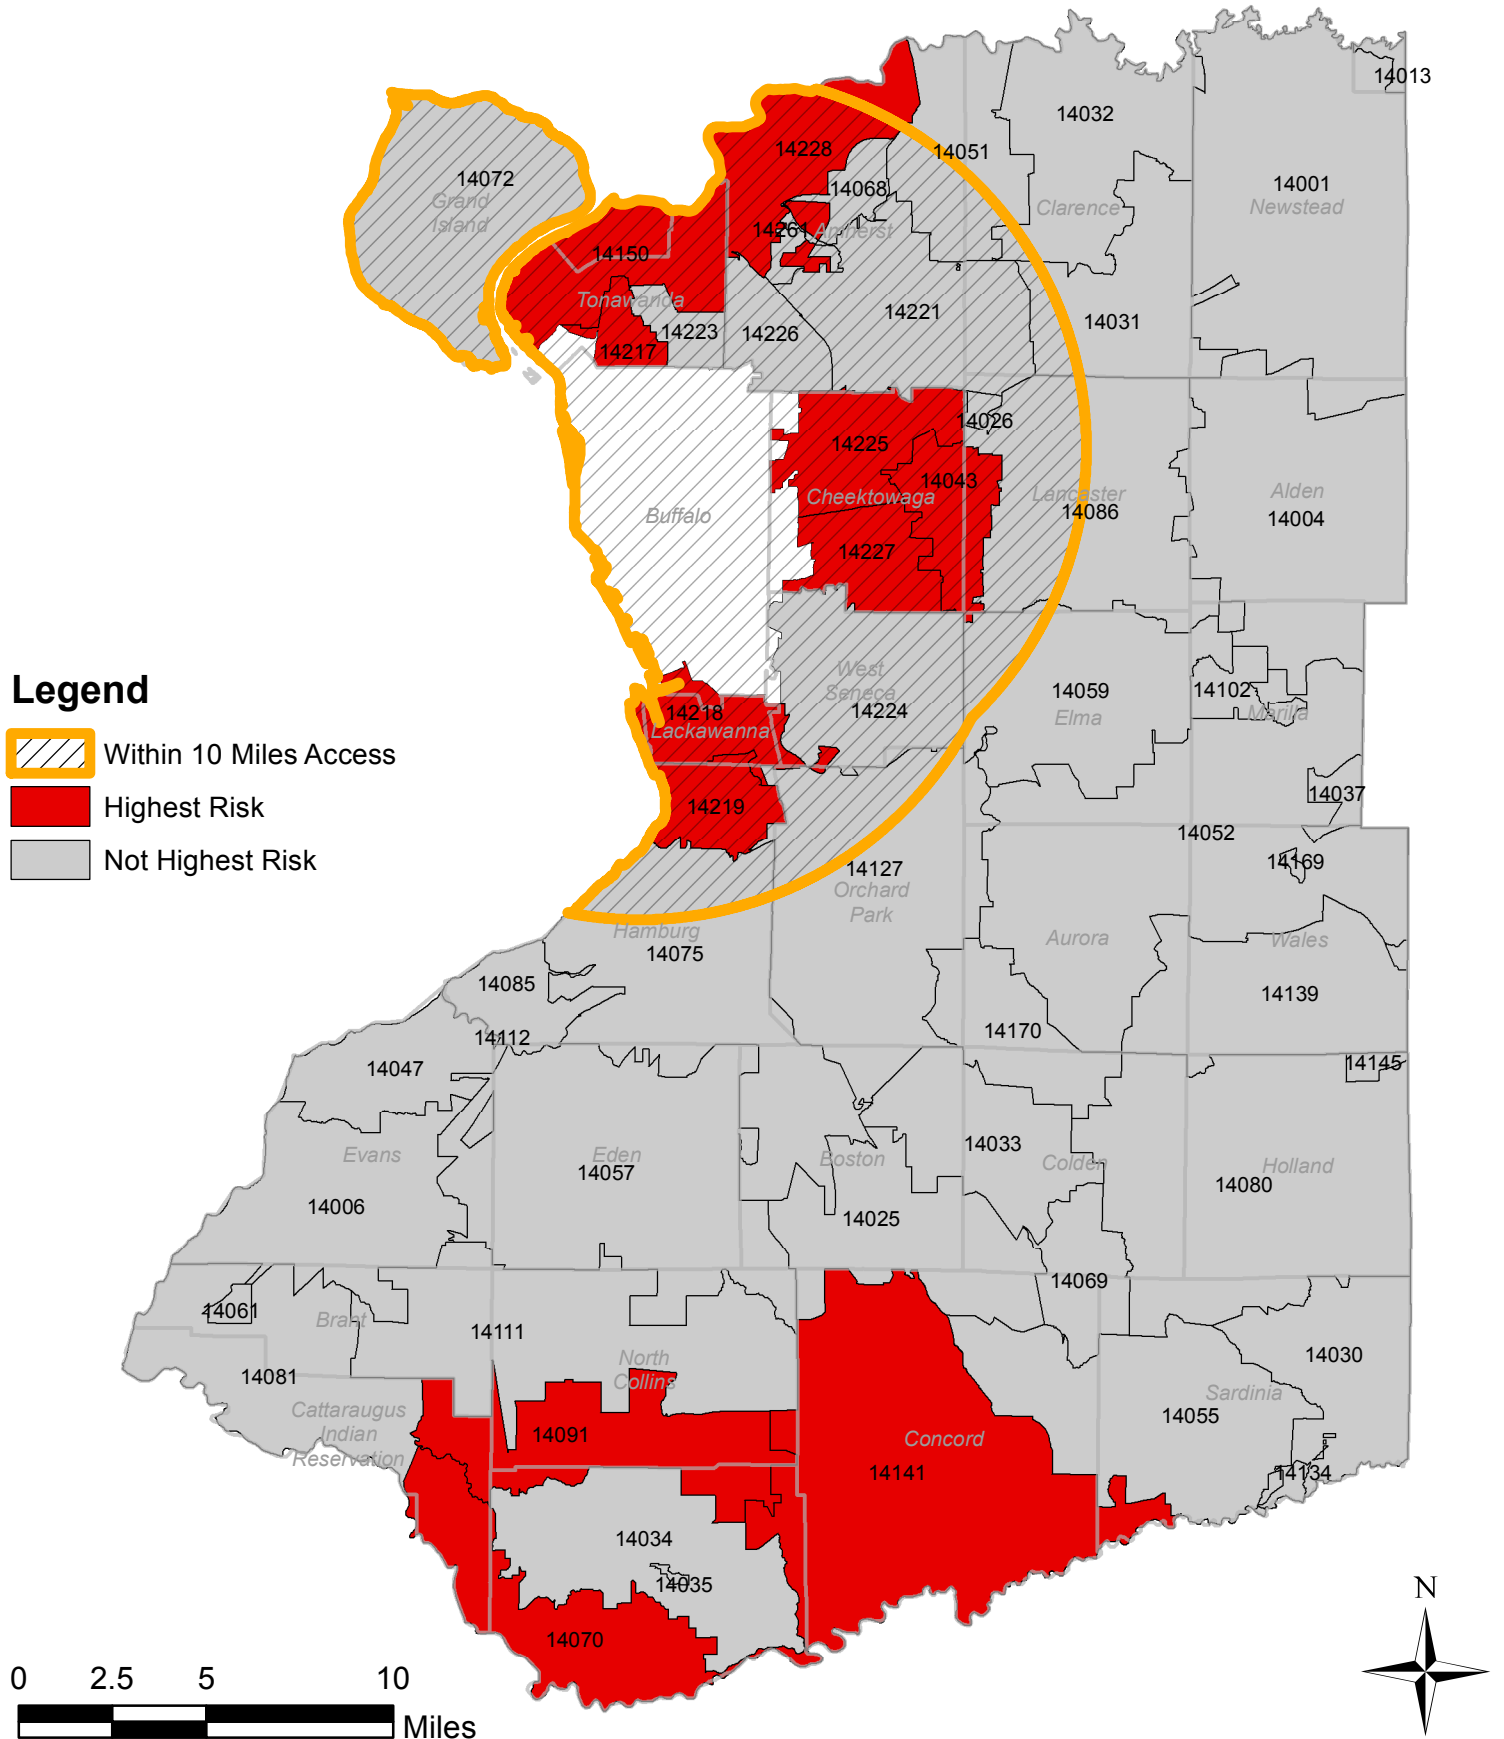 14013
14032
14228
14051
14072
14068
14001
Grand
Island
Clarence
Newstead
14261
Amherst
14150
Tonawanda
14221
14031
14223
14226
14217
14026
14225
14043
Cheektowaga
Lancaster
Alden
Buffalo
14086
14004
14227
West
Seneca
Legend
14059
14102
14218
14224
Elma
Marilla
Lackawanna
Within 10 Miles Access
14037
Highest Risk
14219
14052
Not Highest Risk
14169
14127
Orchard
Park
Hamburg
Aurora
Wales
14075
14085
14139
14170
14112
14047
14145
14033
Evans
Eden
Boston
Colden
Holland
14057
14080
14006
14025
14069
14061
Brant
14111
14030
North
Collins
14081
Sardinia
Cattaraugus
Indian
Reservation
14055
14091
Concord
14141
14134
14034
14035
N
14070
0 2.5 5 10
Miles